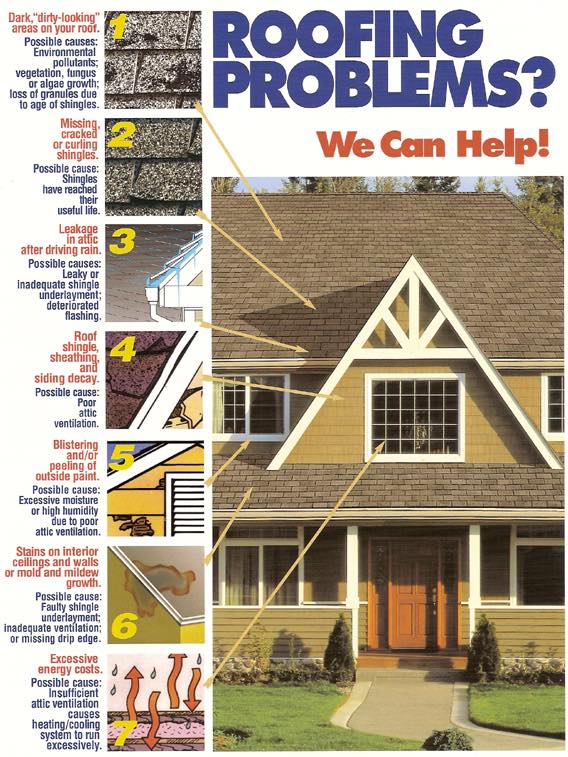 ROOFING
PROBLEMS?
We Can Help!
Dark,"dirty-looking"
areas on your roof.
Possible causes:
Environmental
pollutants;
vegetation, fungus
or algae growth;
loss of granules due
to age of shingles.
1
Missing,
cracked
or curling
shingles.
Possible cause:
Shingles
have reached
their
useful life.
2
Leakage
in attic
after driving rain.
Possible causes:
Leaky or
inadequate shingle
underlayment;
deteriorated
flashing.
3
Roof
shingle,
sheathing,
and
siding decay.
Possible cause:
Poor
attic
ventilation.
4
Blistering
and/or
peeling of
outside paint.
Possible cause:
Excessive moisture
or high humidity
due to poor
attic ventilation.
5
Stains on interior
ceilings and walls
or mold and mildew
growth.
Possible cause:
Faulty shingle
underlayment;
inadequate ventilation;
or missing drip edge.
6
Excessive
energy costs.
Possible cause:
Insufficient
attic ventilation
causes
heating/cooling
system to run
excessively.
7